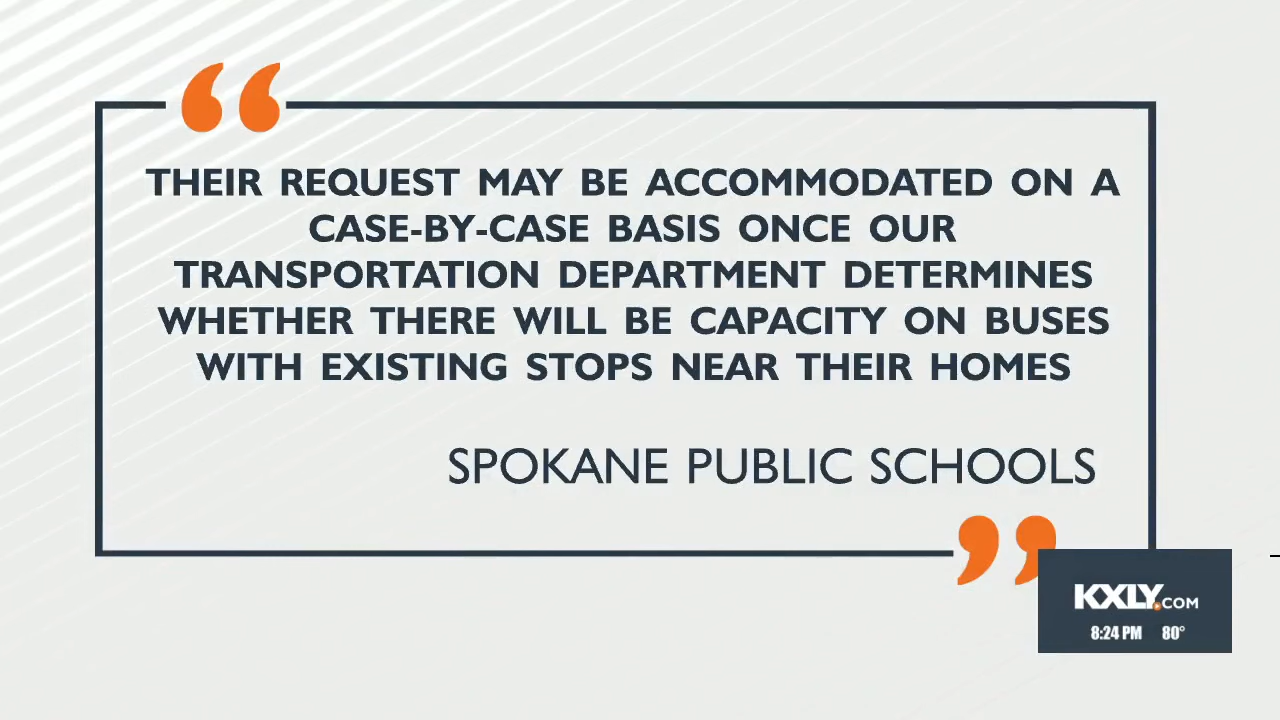 THEIR REQUEST MAY BE ACCOMMODATED ON A
CASE-BY-CASE BASIS ONCE OUR
TRANSPORTATION DEPARTMENT DETERMINES
WHETHER THERE WILL BE CAPACITY ON BUSES
WITH EXISTING STOPS NEAR THEIR HOMES
SPOKANE PUBLIC SCHOOLS
KXLY.COM
8:24 PM 80°